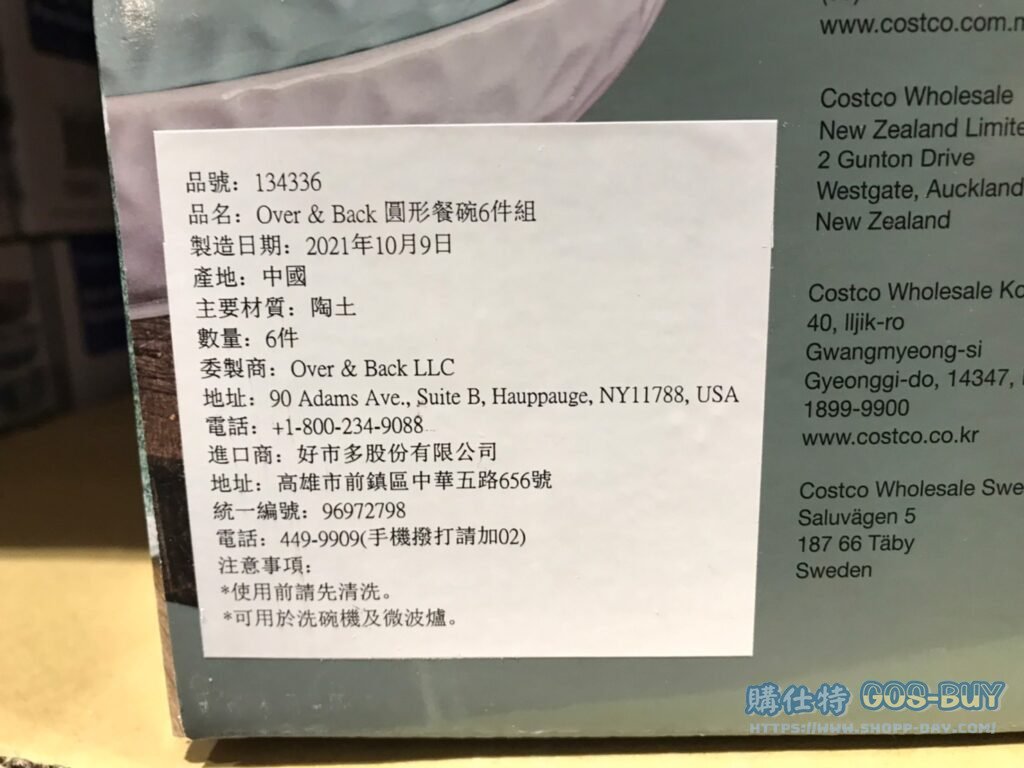 品號：134336
品名：Over & Back 圓形餐碗6件組
製造日期：2021年10月9日
產地：中國
主要材質：陶土
數量：6件
委製商：Over & Back LLC
地址：90 Adams Ave., Suite B, Hauppauge, NY11788, USA
電話：+1-800-234-9088
進口商：好市多股份有限公司
地址：高雄市前鎮區中華五路656號
統一編號：96972798
電話：449-9909(手機撥打請加02)
注意事項：
*使用前請先清洗。
*可用於洗碗機及微波爐。
www.costco.com.m
Costco Wholesale
New Zealand Limite
2 Gunton Drive
Westgate, Auckland
New Zealand
Costco Wholesale Ko
40, Iljik-ro
Gwangmyeong-si
Gyeonggi-do, 14347,
1899-9900
www.costco.co.kr
Costco Wholesale Swe
Saluvägen 5
187 66 Täby
Sweden
購仕特 GOS-BUY
HTTPS://WWW.SHOPP-DAY.COM/